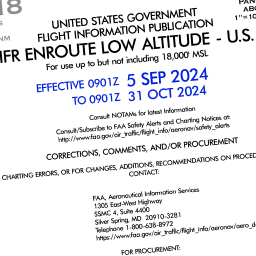 18
NM
PAN
ABO
1"=10
UNITED STATES GOVERNMENT
FLIGHT INFORMATION PUBLICATION
IFR ENROUTE LOW ALTITUDE - U.S.
For use up to but not including 18,000' MSL
EFFECTIVE 0901Z 5 SEP 2024
TO 0901Z 31 OCT 2024
Consult NOTAMs for latest information
Consult/Subscribe to FAA Safety Alerts and Charting Notices at:
http://www.faa.gov/air_traffic/flight_info/aeronav/safety_alerts
CORRECTIONS, COMMENTS, AND/OR PROCUREMENT
CHARTING ERRORS, OR FOR CHANGES, ADDITIONS, RECOMMENDATIONS ON PROCED
CONTACT:
FAA, Aeronautical Information Services
1305 East-West Highway
SSMC 4, Suite 4400
Silver Spring, MD 20910-3281
Telephone 1-800-638-8972
https://www.faa.gov/air_traffic/flight_info/aeronav/aero_d
FOR PROCUREMENT: